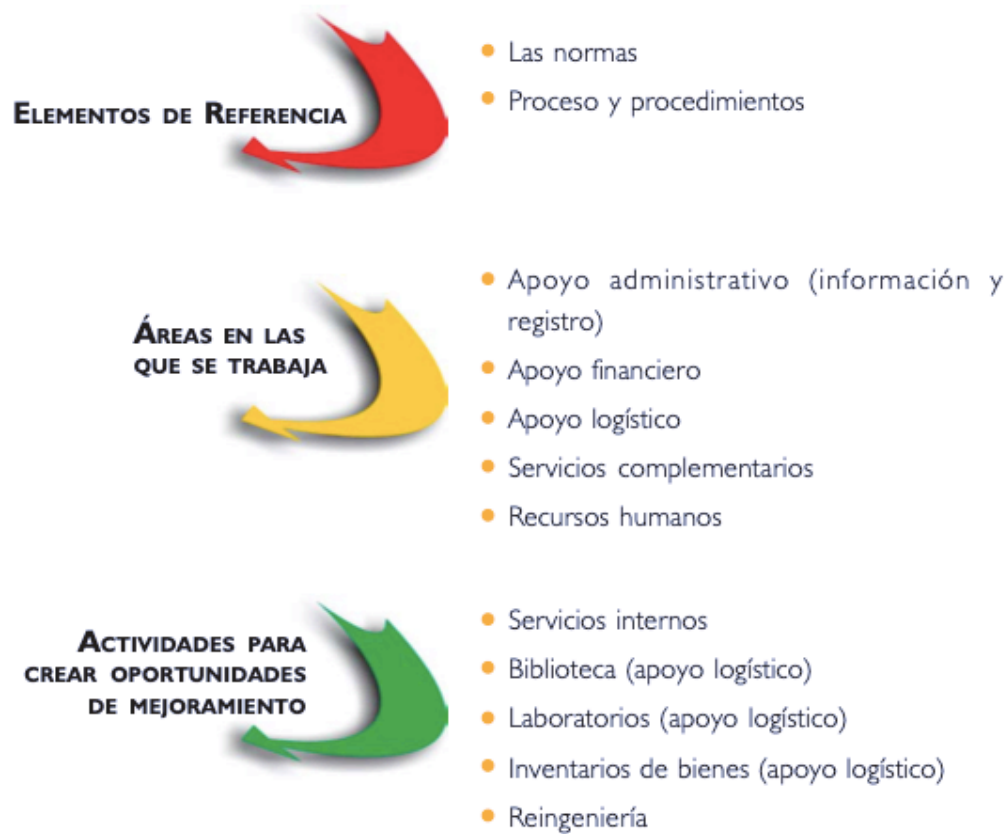 ELEMENTOS DE REFERENCIA
• Las normas
• Proceso y procedimientos
ÁREAS EN LAS
QUE SE TRABAJA
• Apoyo administrativo (información y
registro)
• Apoyo financiero
• Apoyo logístico
• Servicios complementarios
• Recursos humanos
ACTIVIDADES PARA
CREAR OPORTUNIDADES
DE MEJORAMIENTO
• Servicios internos
• Biblioteca (apoyo logístico)
• Laboratorios (apoyo logístico)
• Inventarios de bienes (apoyo logístico)
• Reingeniería